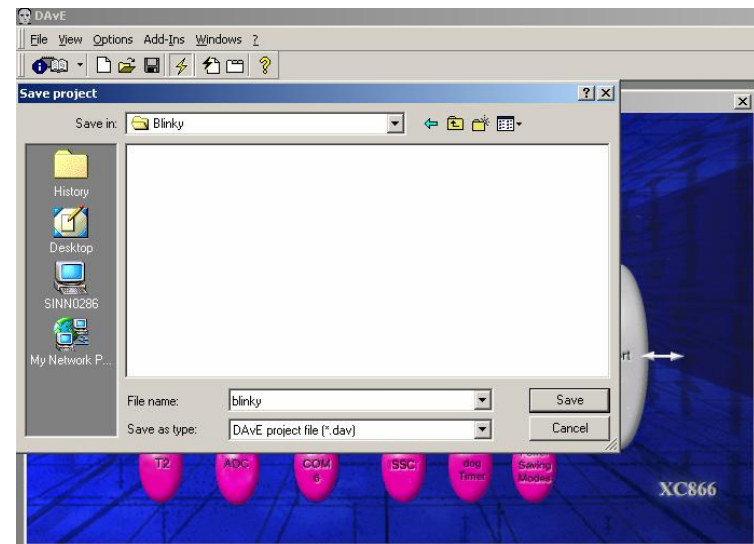 DAvE
File View Options Add-Ins Windows ?
Save project
Save in: Blinky
History
Desktop
SINN0286
My Network P...
File name: blinky Save
Save as type: DAvE project file (*.dav) Cancel
rt
T2 ADC COM 6 SSC dog Timer Saving Modes
XC866